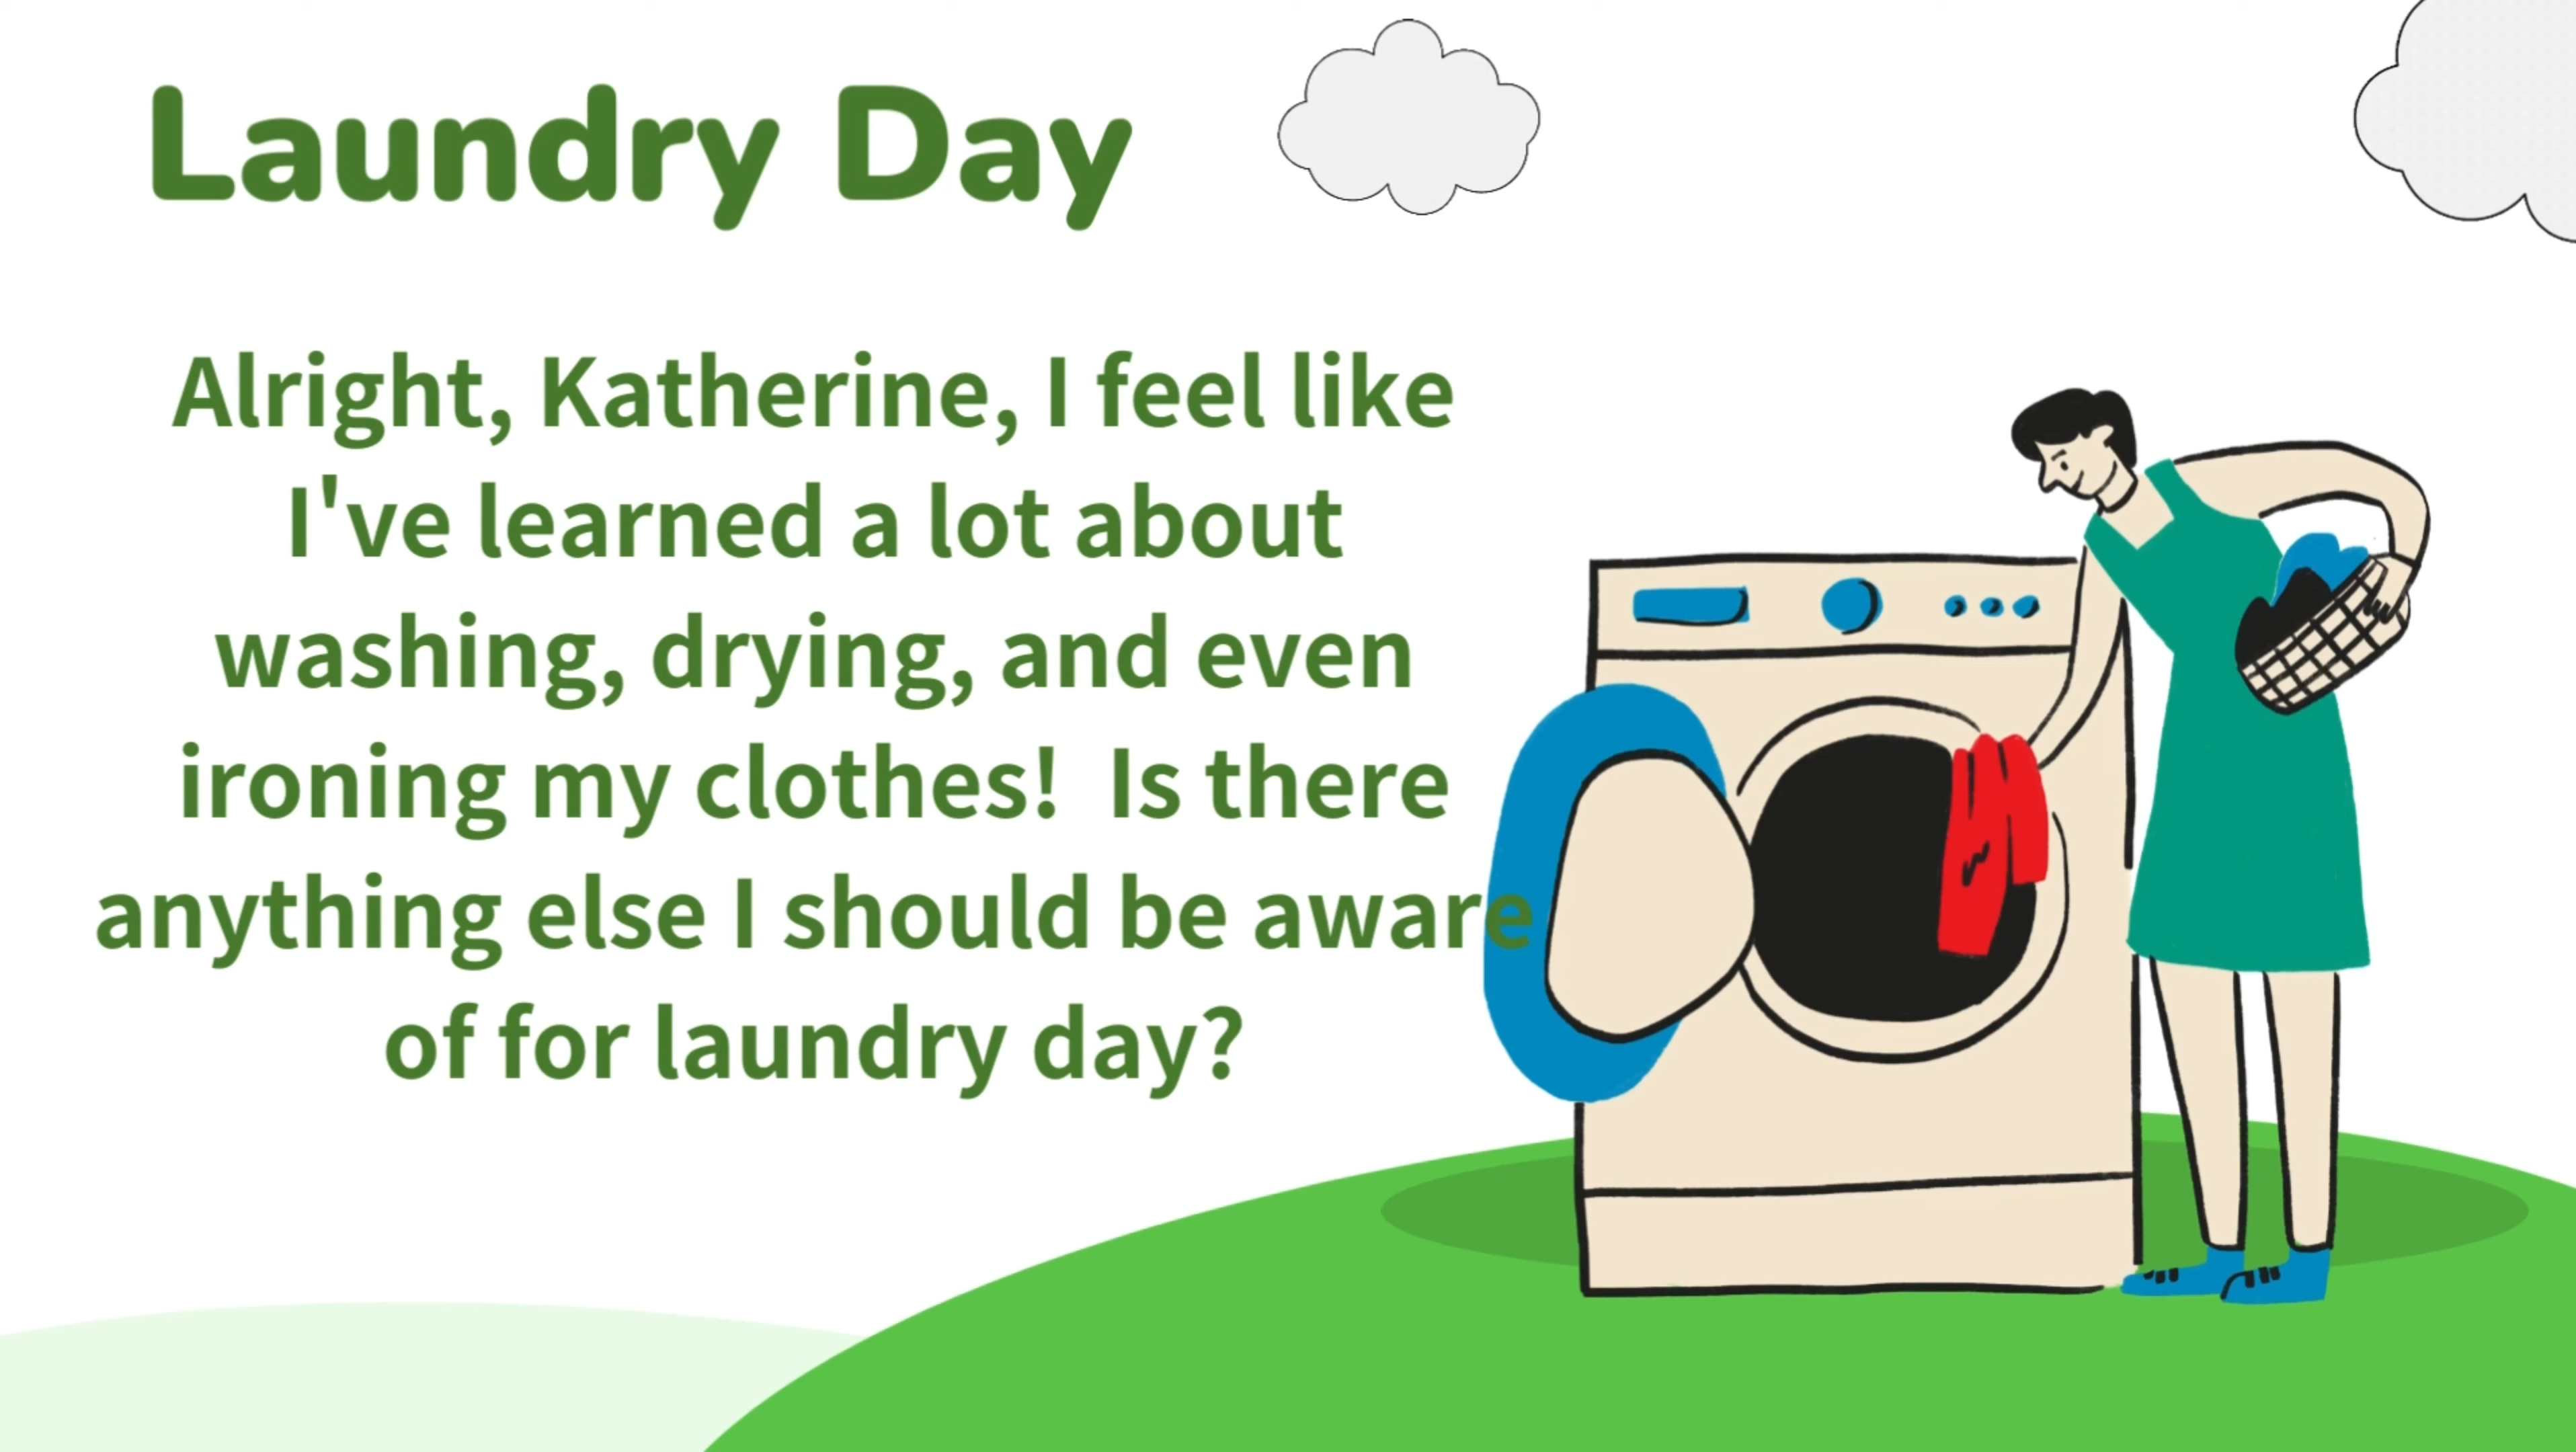 Laundry Day
Alright, Katherine, I feel like
I've learned a lot about
washing, drying, and even
ironing my clothes!  Is there
anything else I should be aware
of for laundry day?